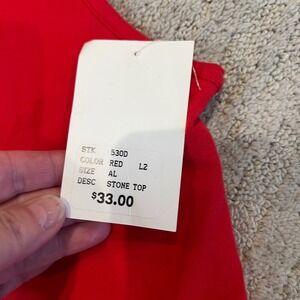 STK 530D
COLOR RED L2
SIZE AL
DESC STONE TOP
$33.00